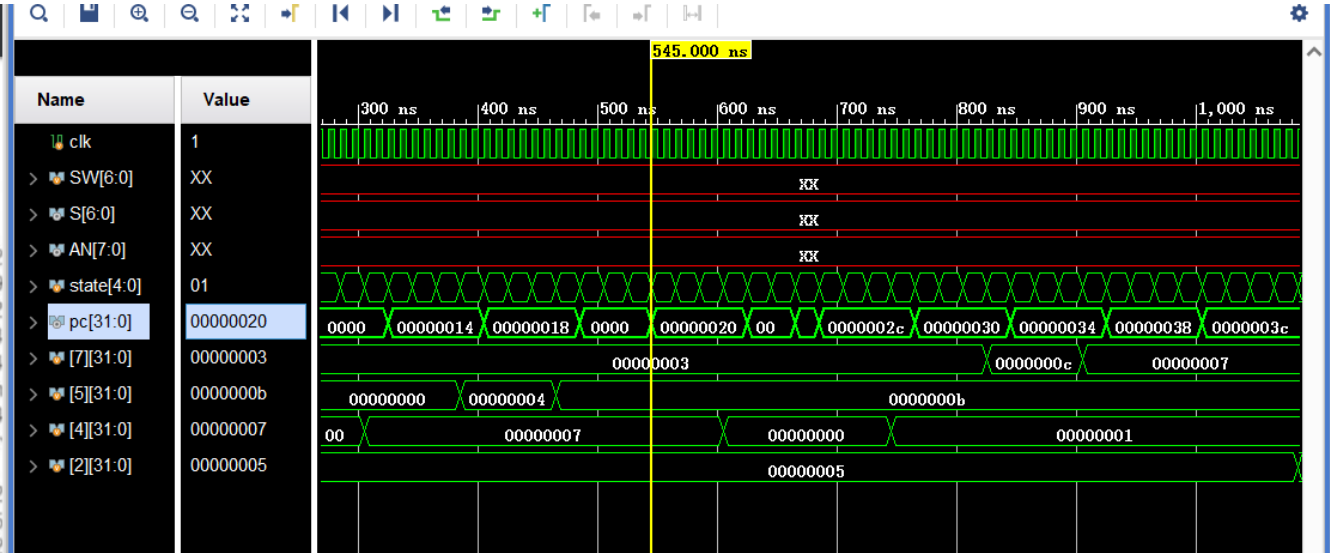 545.000 ns
Name Value
300 ns 400 ns 500 ns 600 ns 700 ns 800 ns 900 ns 1,000 ns
clk 1
SW[6:0] XX XX
S[6:0] XX XX
AN[7:0] XX XX
state[4:0] 01
pc[31:0] 00000020 0000 00000014 00000018 0000 00000020 00 0000002c 00000030 00000034 00000038 0000003c
[7][31:0] 00000003 00000003 0000000c 00000007
[5][31:0] 0000000b 00000000 00000004 0000000b
[4][31:0] 00000007 00 00000007 00000000 00000001
[2][31:0] 00000005 00000005